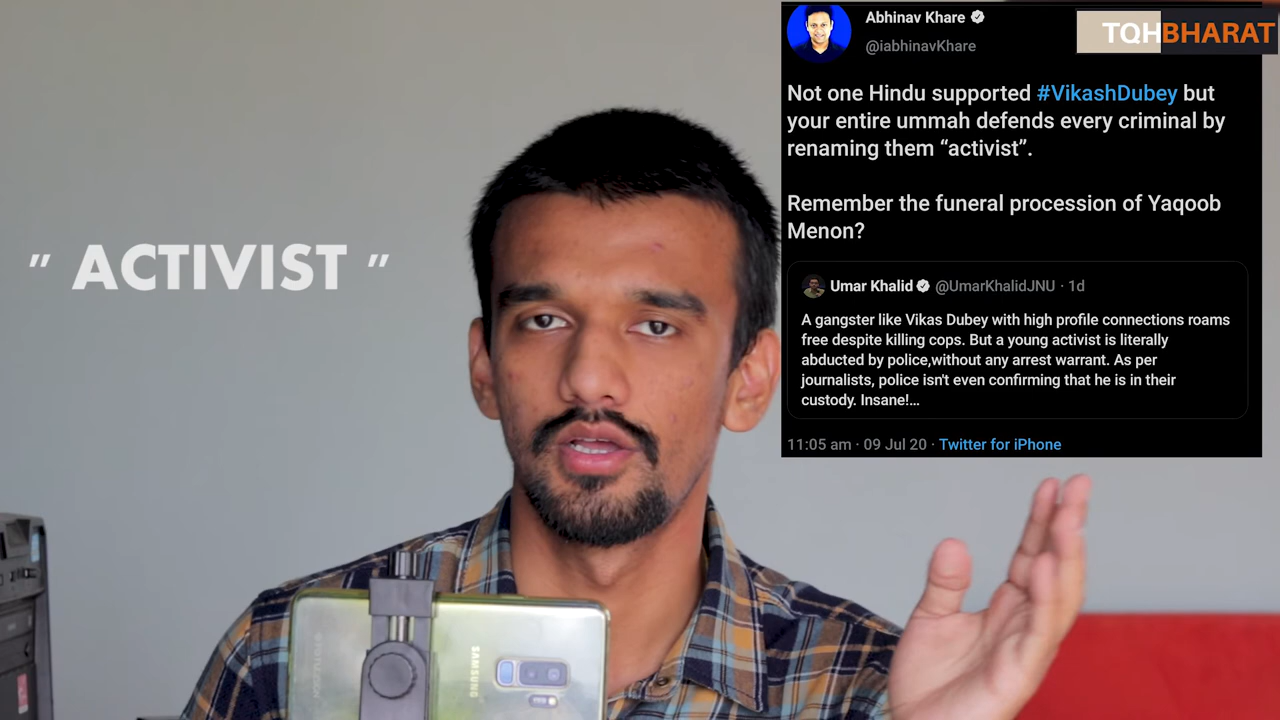 Abhinav Khare
@iabhinavKhare
TQHBHARAT
Not one Hindu supported #VikashDubey but
your entire ummah defends every criminal by
renaming them “activist”.
Remember the funeral procession of Yaqoob
Menon?
Umar Khalid @UmarKhalidJNU · 1d
A gangster like Vikas Dubey with high profile connections roams
free despite killing cops. But a young activist is literally
abducted by police,without any arrest warrant. As per
journalists, police isn't even confirming that he is in their
custody. Insane!...
11:05 am · 09 Jul 20 · Twitter for iPhone
" ACTIVIST "
SAMSUNG